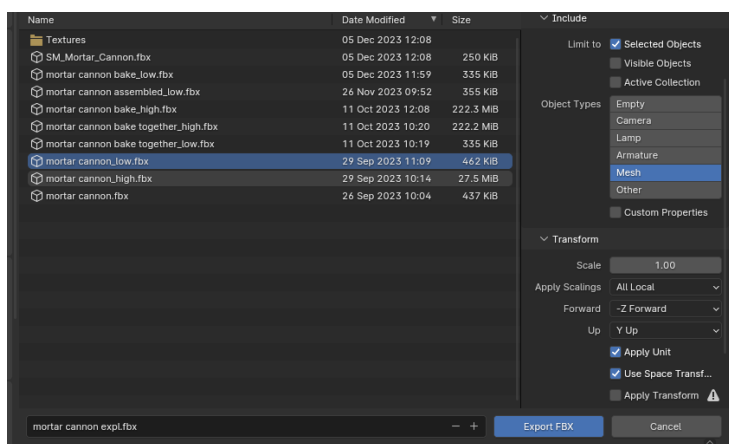 Name Date Modified Size
Textures 05 Dec 2023 12:08
SM_Mortar_Cannon.fbx 05 Dec 2023 12:08 250 KiB
mortar cannon bake_low.fbx 05 Dec 2023 11:59 335 KiB
mortar cannon assembled_low.fbx 26 Nov 2023 09:52 355 KiB
mortar cannon bake_high.fbx 11 Oct 2023 12:08 222.3 MiB
mortar cannon bake together_high.fbx 11 Oct 2023 10:20 222.2 MiB
mortar cannon bake together_low.fbx 11 Oct 2023 10:19 335 KiB
mortar cannon_low.fbx 29 Sep 2023 11:09 462 KiB
mortar cannon_high.fbx 29 Sep 2023 10:14 27.5 MiB
mortar cannon.fbx 26 Sep 2023 10:04 437 KiB
Include
Limit to Selected Objects
Visible Objects
Active Collection
Object Types Empty
Camera
Lamp
Armature
Mesh
Other
Custom Properties
Transform
Scale 1.00
Apply Scalings All Local
Forward -Z Forward
Up Y Up
Apply Unit
Use Space Transf...
Apply Transform
mortar cannon expl.fbx
Export FBX Cancel